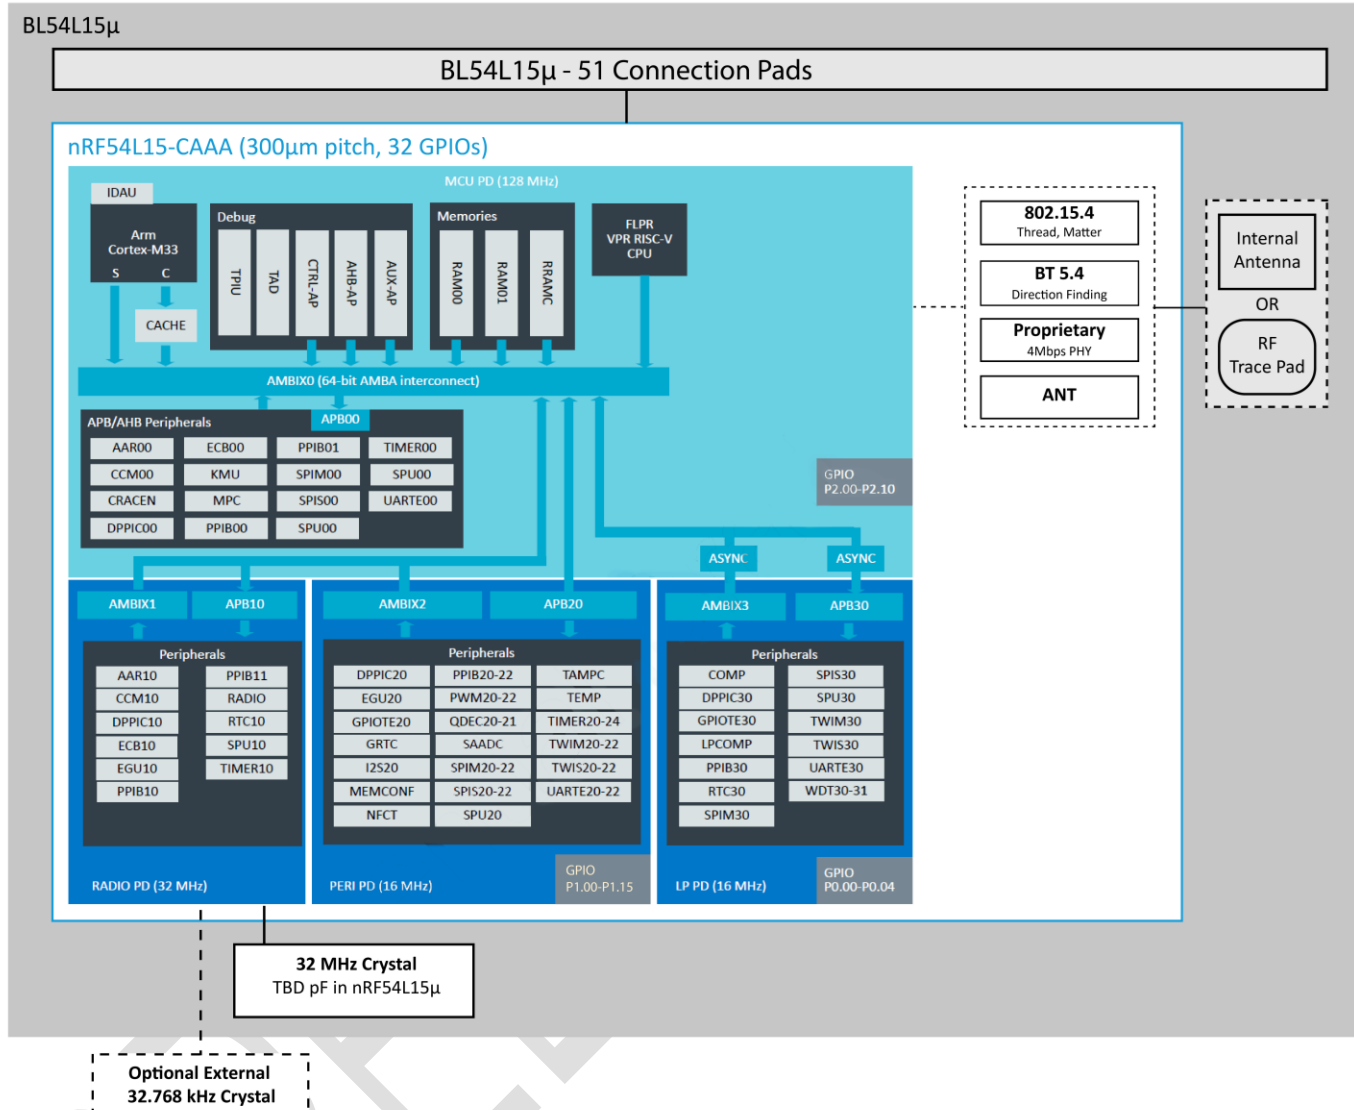 BL54L15µ
BL54L15µ - 51 Connection Pads
nRF54L15-CAAA (300µm pitch, 32 GPIOs)
MCU PD (128 MHz)
IDAU
Arm
Cortex-M33
S C
CACHE
Debug
TPIU
TAD
CTRL-AP
AHB-AP
AUX-AP
Memories
RAM00
RAM01
RRAMC
FLPR
VPR RISC-V
CPU
AMBIX0 (64-bit AMBA interconnect)
APB/AHB Peripherals
APB00
AAR00 ECB00 PPIB01 TIMER00
CCM00 KMU SPIM00 SPU00
CRACEN MPC SPIS00 UARTE00
DPPIC00 PPIB00 SPU00
GPIO
P2.00-P2.10
ASYNC
ASYNC
AMBIX1
APB10
Peripherals
AAR10 PPIB11
CCM10 RADIO
DPPIC10 RTC10
ECB10 SPU10
EGU10 TIMER10
PPIB10
RADIO PD (32 MHz)
AMBIX2
APB20
Peripherals
DPPIC20 PPIB20-22 TAMPC
EGU20 PWM20-22 TEMP
GPIOTE20 QDEC20-21 TIMER20-24
GRTC SAADC TWIM20-22
I2S20 SPIM20-22 TWIS20-22
MEMCONF SPIS20-22 UARTE20-22
NFCT SPU20
PERI PD (16 MHz)
GPIO
P1.00-P1.15
AMBIX3
APB30
Peripherals
COMP SPIS30
DPPIC30 SPU30
GPIOTE30 TWIM30
LPCOMP TWIS30
PPIB30 UARTE30
RTC30 WDT30-31
SPIM30
LP PD (16 MHz)
GPIO
P0.00-P0.04
802.15.4
Thread, Matter
BT 5.4
Direction Finding
Proprietary
4Mbps PHY
ANT
Internal
Antenna
OR
RF
Trace Pad
32 MHz Crystal
TBD pF in nRF54L15µ
Optional External
32.768 kHz Crystal